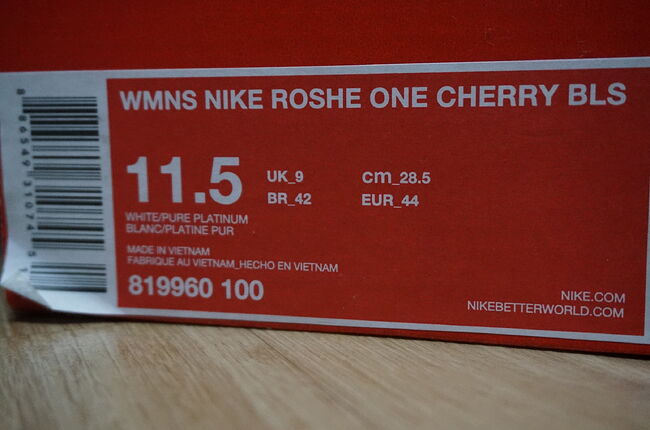 WMNS NIKE ROSHE ONE CHERRY BLS
11.5
UK_9
cm_28.5
BR_42
EUR_44
WHITE/PURE PLATINUM
BLANC/PLATINE PUR
MADE IN VIETNAM
FABRIQUE AU VIETNAM_HECHO EN VIETNAM
819960 100
NIKE.COM
NIKEBETTERWORLD.COM